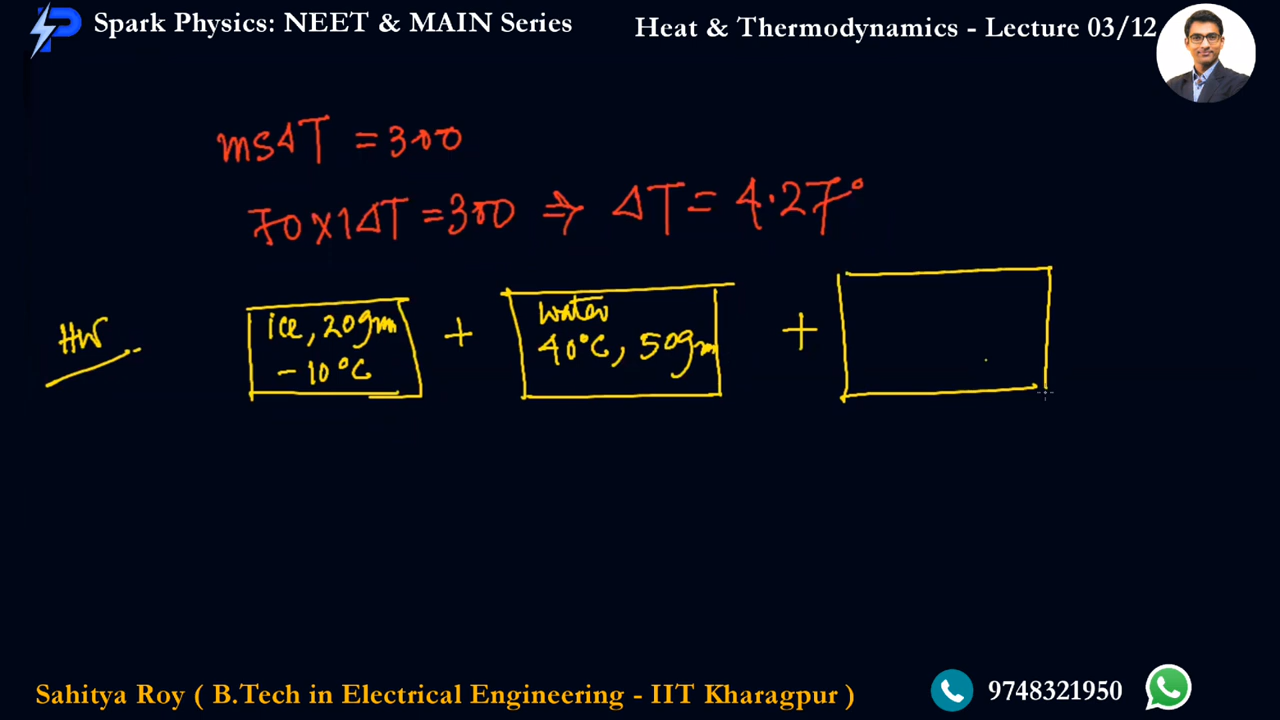 Spark Physics: NEET & MAIN Series
Heat & Thermodynamics - Lecture 03/12
msΔT = 300
70×1ΔT = 300 ⇒ ΔT = 4.27°
HW
ice, 20gm
-10°C
+
water
40°C, 50gm
+
Sahitya Roy ( B.Tech in Electrical Engineering - IIT Kharagpur )
9748321950